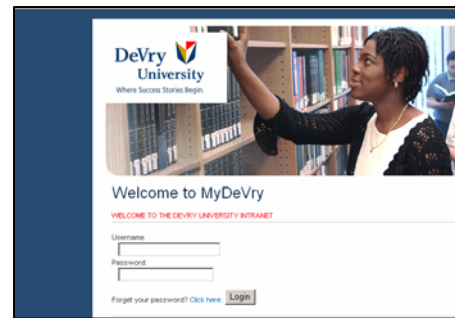 DeVry
University
Where Success Stories Begin.
Welcome to MyDeVry
WELCOME TO THE DEVRY UNIVERSITY INTRANET
Username
Password:
Forget your password? Click here. Login